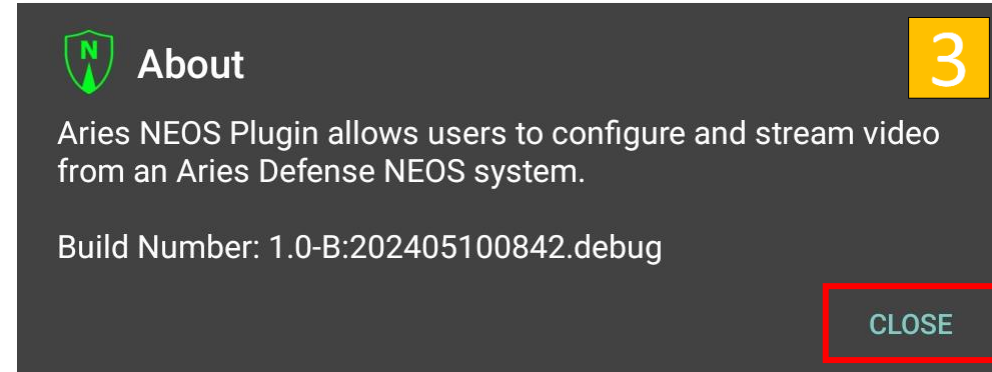 N
About
3
Aries NEOS Plugin allows users to configure and stream video
from an Aries Defense NEOS system.
Build Number: 1.0-B:202405100842.debug
CLOSE